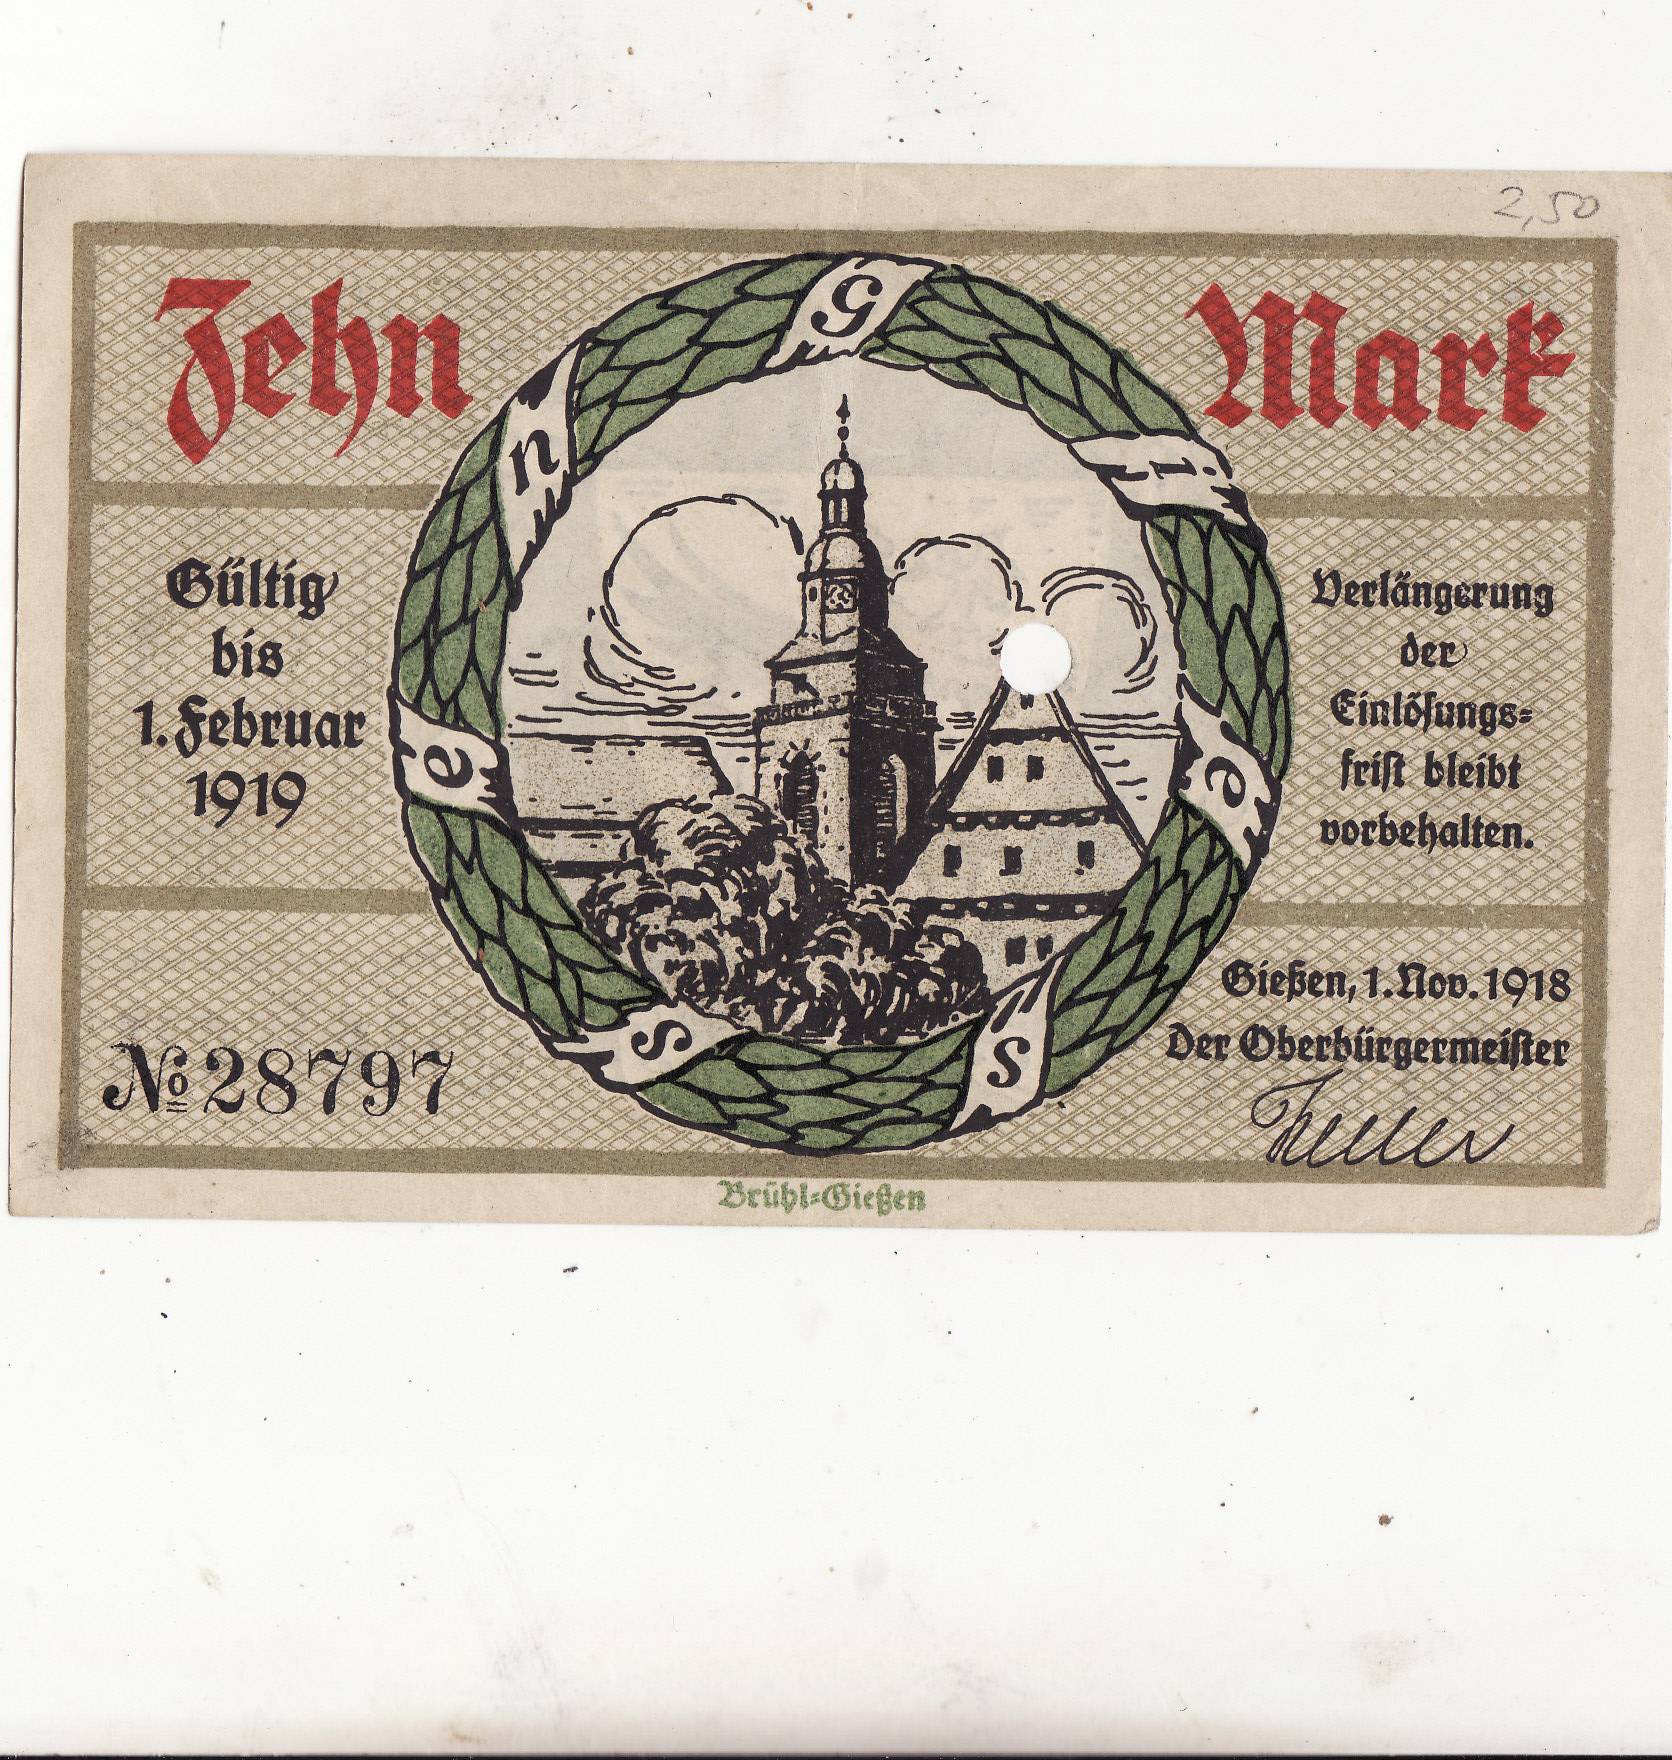 2,50
Zehn Mark
G
i
e
s
s
e
n
Gültig
bis
1. Februar
1919
Verlängerung
der
Einlösungs=
frist bleibt
vorbehalten.
Gießen, 1. Nov. 1918
Der Oberbürgermeister
Keller
№ 28797
Brühl=Gießen